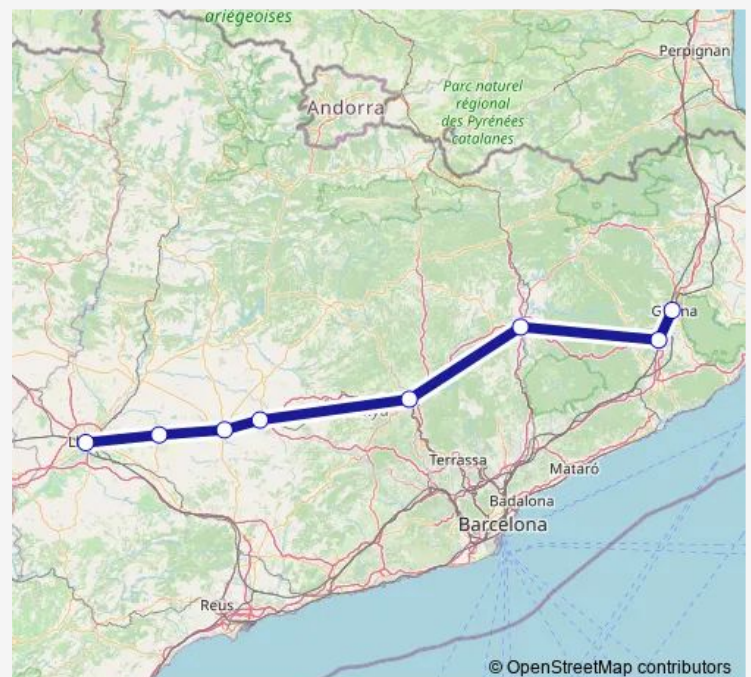 ariégeoises
Perpignan
Andorra
Parc naturel
régional
des Pyrénées
catalanes
Terrassa
Mataró
Badalona
Barcelona
Reus
© OpenStreetMap contributors